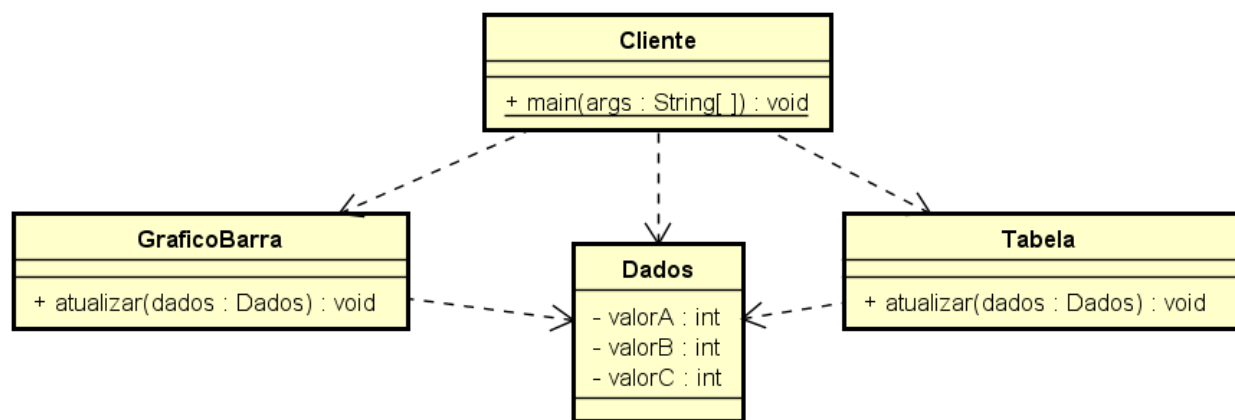 Cliente
+ main(args : String[ ]) : void
GraficoBarra
+ atualizar(dados : Dados) : void
Dados
- valorA : int
- valorB : int
- valorC : int
Tabela
+ atualizar(dados : Dados) : void